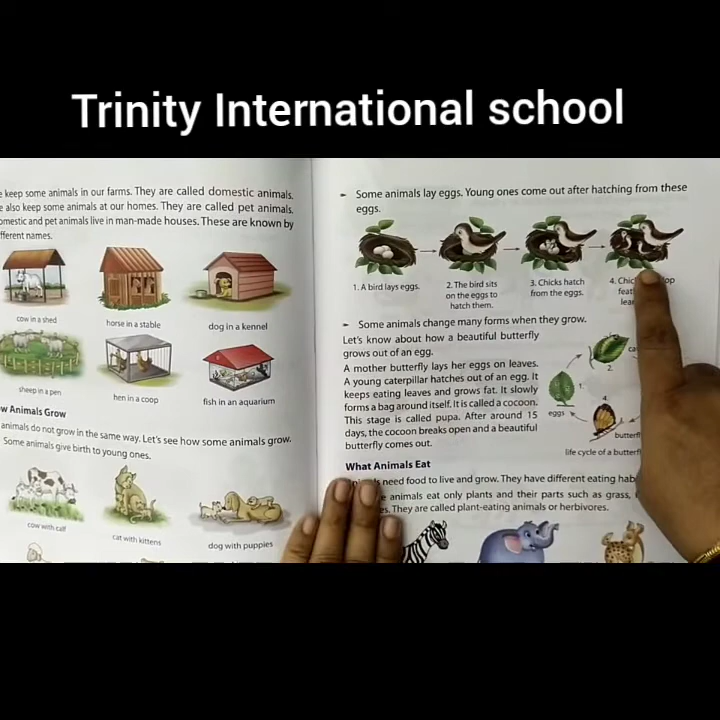 Trinity International school
keep some animals in our farms. They are called domestic animals.
also keep some animals at our homes. They are called pet animals.
omestic and pet animals live in man-made houses. These are known by
fferent names.
cow in a shed
horse in a stable
dog in a kennel
sheep in a pen
hen in a coop
fish in an aquarium
w Animals Grow
animals do not grow in the same way. Let's see how some animals grow.
Some animals give birth to young ones.
cow with calf
cat with kittens
dog with puppies
Some animals lay eggs. Young ones come out after hatching from these
eggs.
1. A bird lays eggs.
2. The bird sits
on the eggs to
hatch them.
3. Chicks hatch
from the eggs.
4. Chic op
feat
lea
Some animals change many forms when they grow.
Let's know about how a beautiful butterfly
grows out of an egg.
A mother butterfly lays her eggs on leaves.
A young caterpillar hatches out of an egg. It
keeps eating leaves and grows fat. It slowly
forms a bag around itself. It is called a cocoon.
This stage is called pupa. After around 15
days, the cocoon breaks open and a beautiful
butterfly comes out.
eggs
1.
2.
ca
4.
butterf
life cycle of a butterf
What Animals Eat
need food to live and grow. They have different eating hab
animals eat only plants and their parts such as grass,
es. They are called plant-eating animals or herbivores.